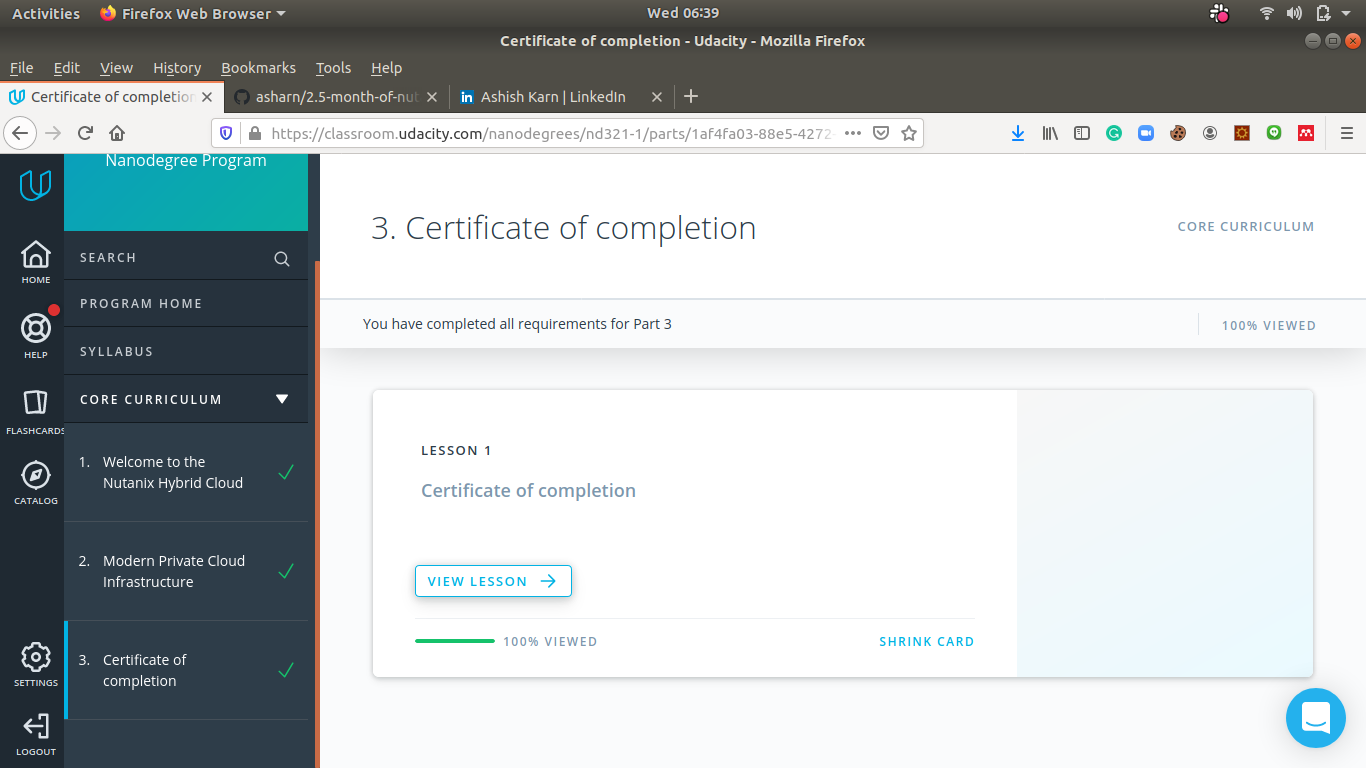 Activities
Firefox Web Browser
Wed 06:39
Certificate of completion - Udacity - Mozilla Firefox
File Edit View History Bookmarks Tools Help
Certificate of completion
asharn/2.5-month-of-nut
Ashish Karn | LinkedIn
https://classroom.udacity.com/nanodegrees/nd321-1/parts/1af4fa03-88e5-4272-
Nanodegree Program
HOME
HELP
FLASHCARDS
CATALOG
SETTINGS
LOGOUT
SEARCH
PROGRAM HOME
SYLLABUS
CORE CURRICULUM
1. Welcome to the
Nutanix Hybrid Cloud
2. Modern Private Cloud
Infrastructure
3. Certificate of
completion
3. Certificate of completion
CORE CURRICULUM
You have completed all requirements for Part 3
100% VIEWED
LESSON 1
Certificate of completion
VIEW LESSON
100% VIEWED
SHRINK CARD